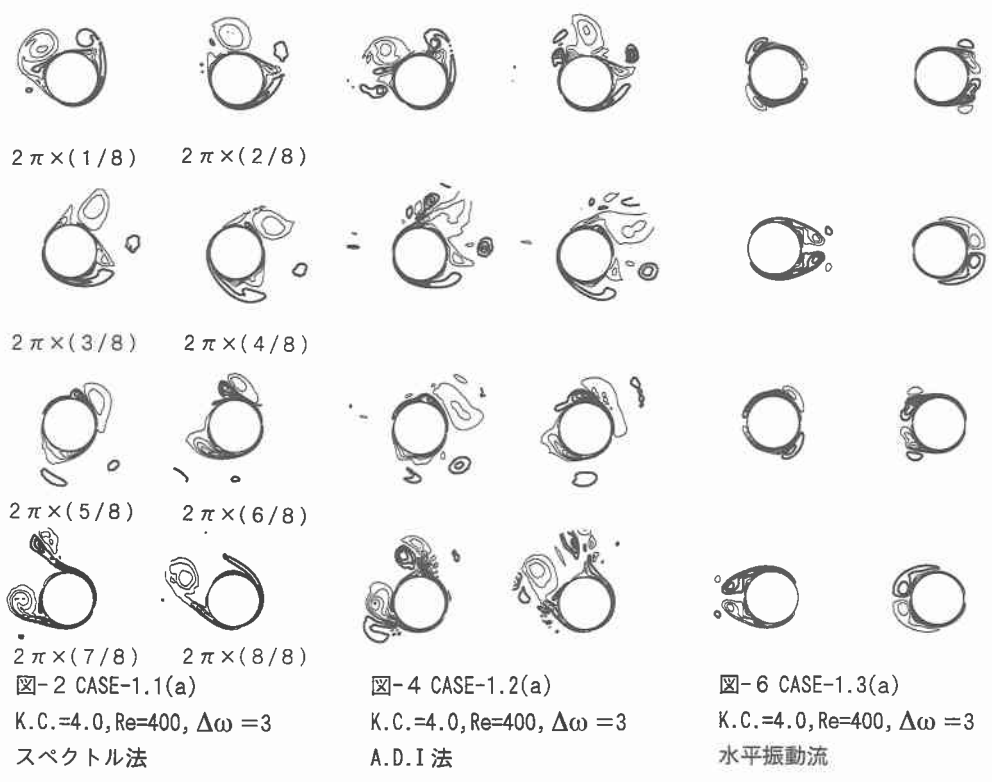 2π×(1/8) 2π×(2/8)
2π×(3/8) 2π×(4/8)
2π×(5/8) 2π×(6/8)
2π×(7/8) 2π×(8/8)
図-2 CASE-1.1(a)
K.C.=4.0,Re=400, Δω=3
スペクトル法
図-4 CASE-1.2(a)
K.C.=4.0,Re=400, Δω=3
A.D.I法
図-6 CASE-1.3(a)
K.C.=4.0,Re=400, Δω=3
水平振動流